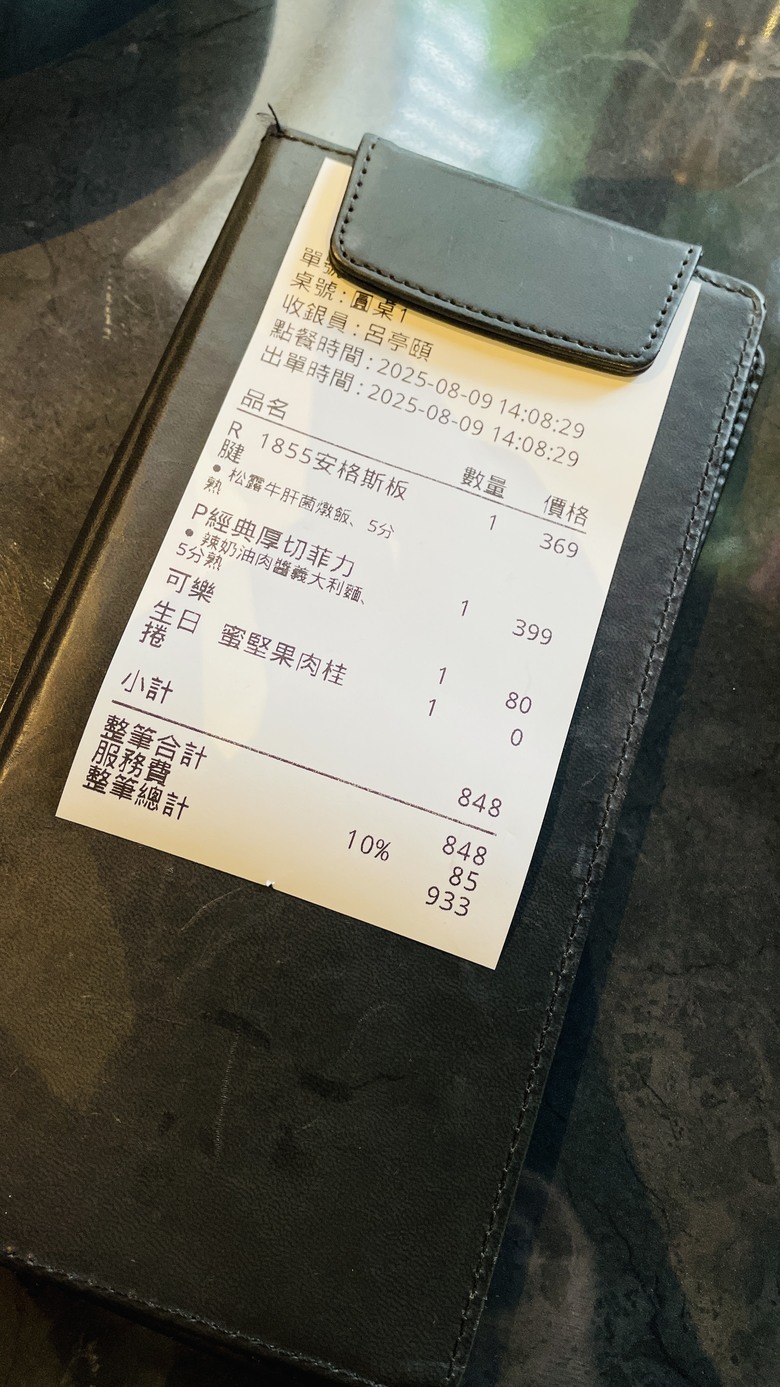 單號
桌號：圓桌1
收銀員：呂亭頤
點餐時間：2025-08-09 14:08:29
出單時間：2025-08-09 14:08:29
品名 數量 價格
R 1855安格斯板 1 369
腱
• 松露牛肝菌燉飯、5分
熟
P經典厚切菲力 1 399
• 辣奶油肉醬義大利麵、
5分熟
可樂 1 80
生日 蜜堅果肉桂 1 0
捲
小計 848
整筆合計 848
服務費 10% 85
整筆總計 933